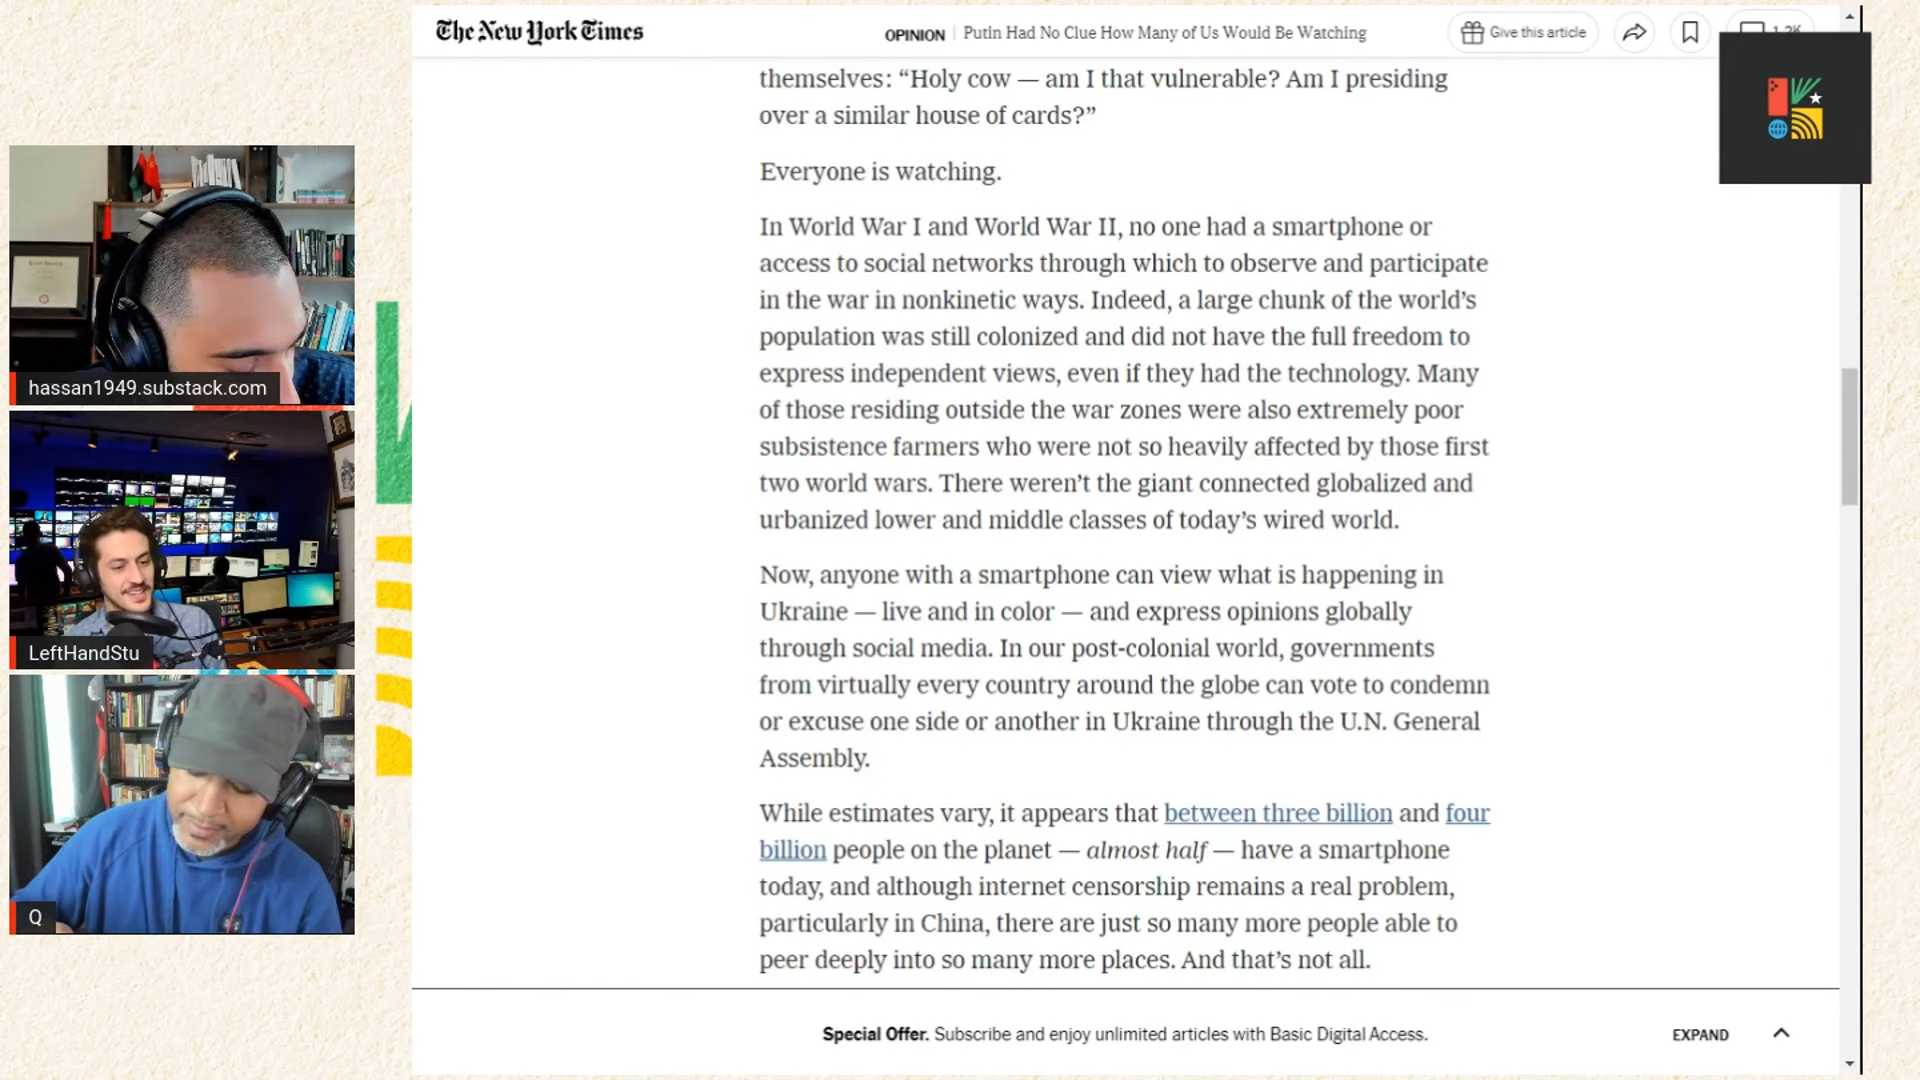 The New York Times
OPINION | Putin Had No Clue How Many of Us Would Be Watching
Give this article
themselves: “Holy cow — am I that vulnerable? Am I presiding
over a similar house of cards?”
Everyone is watching.
In World War I and World War II, no one had a smartphone or
access to social networks through which to observe and participate
in the war in nonkinetic ways. Indeed, a large chunk of the world’s
population was still colonized and did not have the full freedom to
express independent views, even if they had the technology. Many
of those residing outside the war zones were also extremely poor
subsistence farmers who were not so heavily affected by those first
two world wars. There weren’t the giant connected globalized and
urbanized lower and middle classes of today’s wired world.
Now, anyone with a smartphone can view what is happening in
Ukraine — live and in color — and express opinions globally
through social media. In our post-colonial world, governments
from virtually every country around the globe can vote to condemn
or excuse one side or another in Ukraine through the U.N. General
Assembly.
While estimates vary, it appears that between three billion and four
billion people on the planet — almost half — have a smartphone
today, and although internet censorship remains a real problem,
particularly in China, there are just so many more people able to
peer deeply into so many more places. And that’s not all.
Special Offer. Subscribe and enjoy unlimited articles with Basic Digital Access.
EXPAND
hassan1949.substack.com
LeftHandStu
Q